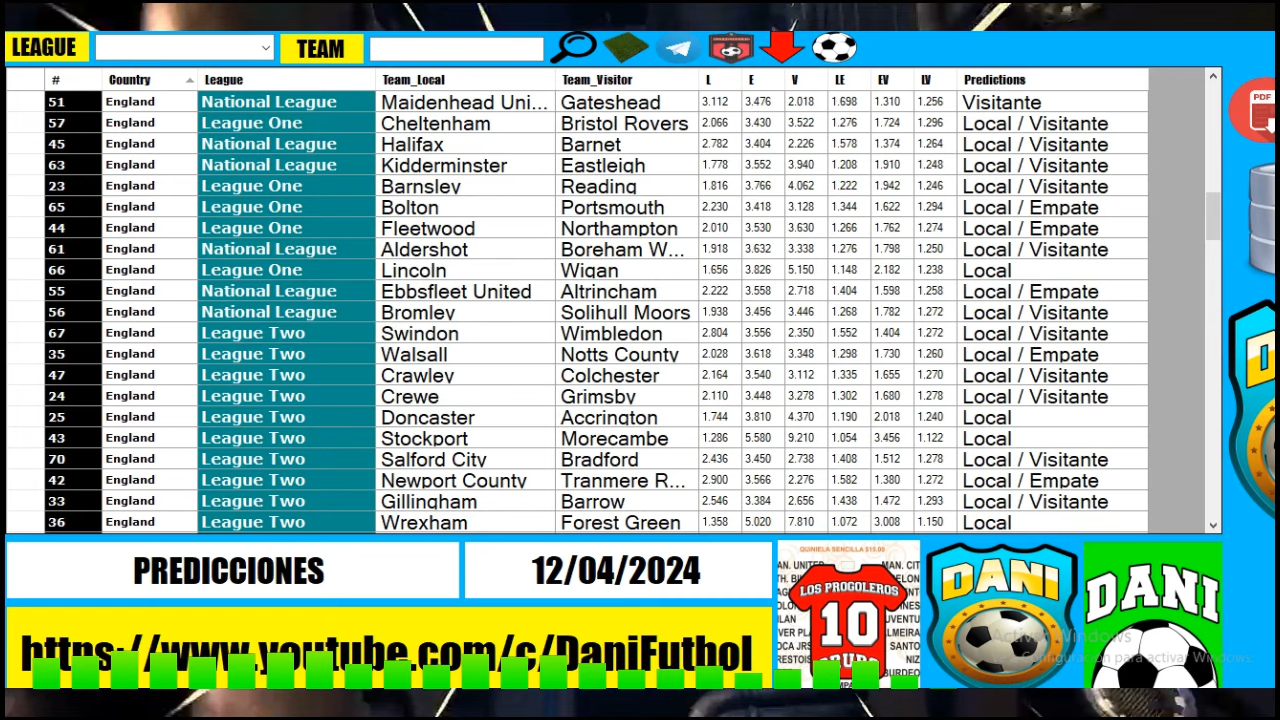 LEAGUE TEAM
# Country League Team_Local Team_Visitor L E V LE EV LV Predictions
51 England National League Maidenhead Uni... Gateshead 3.112 3.476 2.018 1.698 1.310 1.256 Visitante
57 England League One Cheltenham Bristol Rovers 2.066 3.430 3.522 1.276 1.724 1.296 Local / Visitante
45 England National League Halifax Barnet 2.782 3.404 2.226 1.578 1.374 1.264 Local / Visitante
63 England National League Kidderminster Eastleigh 1.778 3.552 3.940 1.208 1.910 1.248 Local / Visitante
23 England League One Barnsley Reading 1.816 3.766 4.062 1.222 1.942 1.246 Local / Visitante
65 England League One Bolton Portsmouth 2.230 3.418 3.128 1.344 1.622 1.294 Local / Empate
44 England League One Fleetwood Northampton 2.010 3.530 3.630 1.266 1.762 1.274 Local / Empate
61 England National League Aldershot Boreham W... 1.918 3.632 3.338 1.276 1.798 1.250 Local / Visitante
66 England League One Lincoln Wigan 1.656 3.826 5.150 1.148 2.182 1.238 Local
55 England National League Ebbsfleet United Altrincham 2.222 3.558 2.718 1.404 1.598 1.258 Local / Empate
56 England National League Bromley Solihull Moors 1.938 3.456 3.446 1.268 1.782 1.272 Local / Visitante
67 England League Two Swindon Wimbledon 2.804 3.556 2.350 1.552 1.404 1.272 Local / Visitante
35 England League Two Walsall Notts County 2.028 3.618 3.348 1.298 1.730 1.260 Local / Empate
47 England League Two Crawley Colchester 2.164 3.540 3.112 1.335 1.655 1.270 Local / Visitante
24 England League Two Crewe Grimsby 2.110 3.448 3.278 1.302 1.680 1.278 Local / Visitante
25 England League Two Doncaster Accrington 1.744 3.810 4.370 1.190 2.018 1.240 Local
43 England League Two Stockport Morecambe 1.286 5.580 9.210 1.054 3.456 1.122 Local
70 England League Two Salford City Bradford 2.436 3.450 2.738 1.408 1.512 1.278 Local / Visitante
42 England League Two Newport County Tranmere R... 2.900 3.566 2.276 1.582 1.380 1.272 Local / Empate
33 England League Two Gillingham Barrow 2.546 3.384 2.656 1.438 1.472 1.293 Local / Visitante
36 England League Two Wrexham Forest Green 1.358 5.020 7.810 1.072 3.008 1.150 Local
PDF
PREDICCIONES 12/04/2024
https://www.youtube.com/c/DaniFutbol
QUINIELA SENCILLA $15.00
AN. UNITED MAN. CIT
LOS PROGOLEROS
10
DANI
DANI
Activar Windows
Configuración para activar Windows.